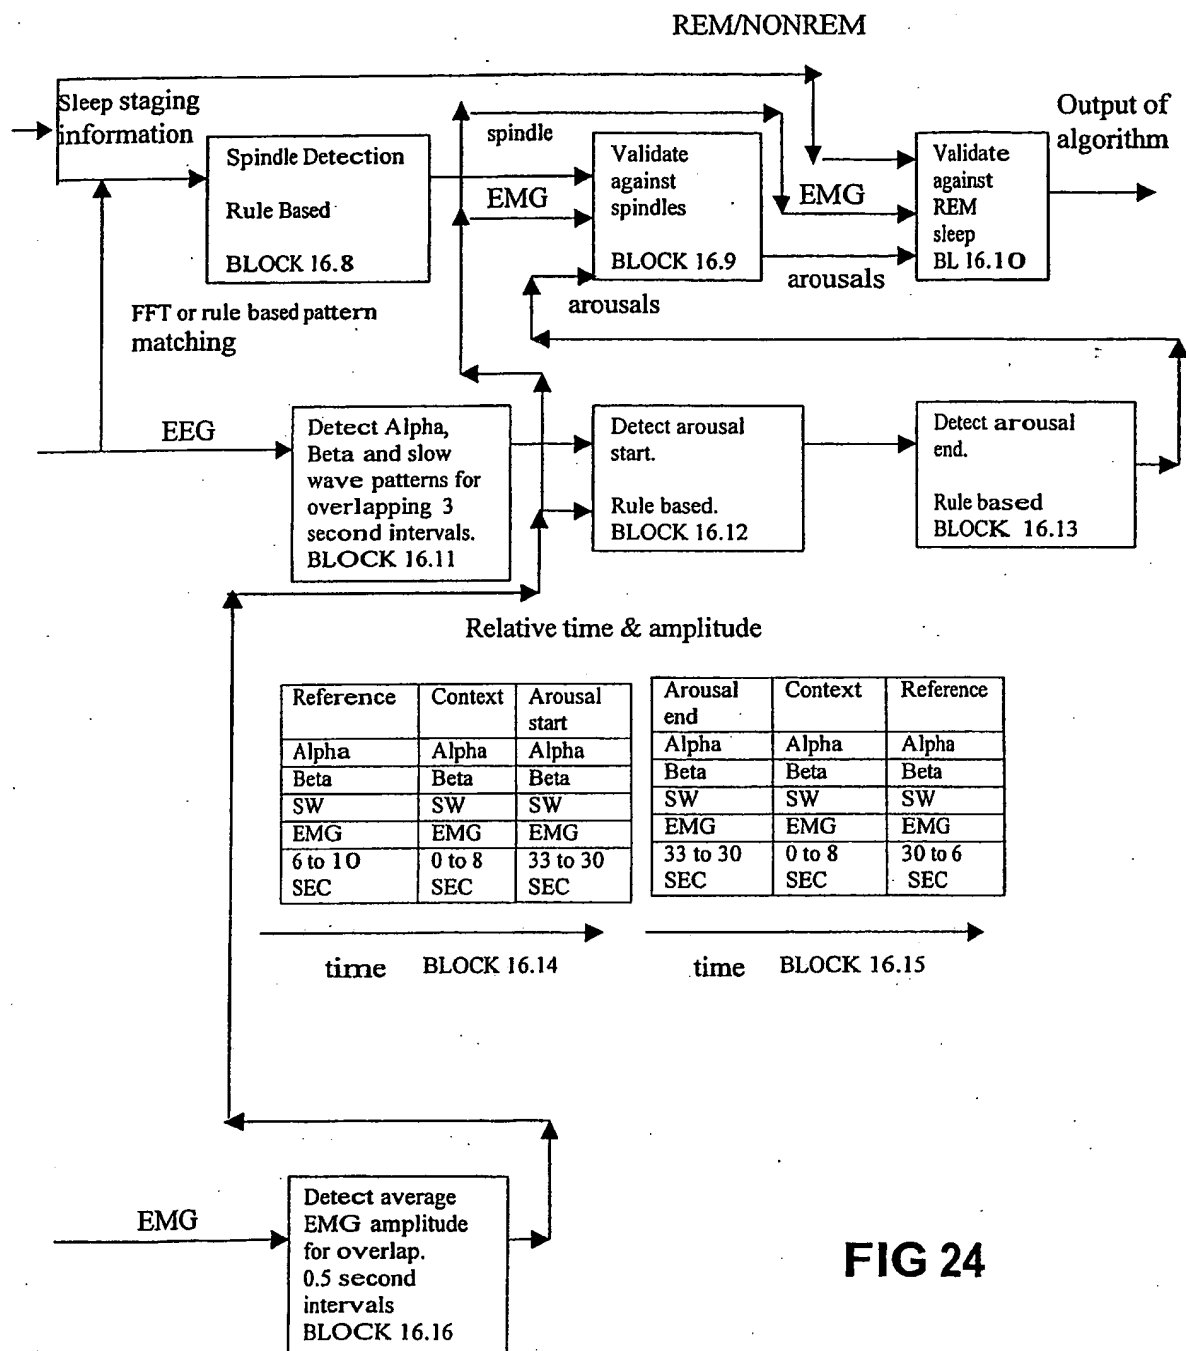 REM/NONREM
Sleep staging
information
Output of
algorithm
spindle
Spindle Detection
Rule Based
BLOCK 16.8
EMG
Validate
against
spindles
BLOCK 16.9
EMG
Validate
against
REM
sleep
BL 16.10
arousals
arousals
FFT or rule based pattern
matching
EEG
Detect Alpha,
Beta and slow
wave patterns for
overlapping 3
second intervals.
BLOCK 16.11
Detect arousal
start.
Rule based.
BLOCK 16.12
Detect arousal
end.
Rule based
BLOCK 16.13
Relative time & amplitude
Reference Context Arousal
start
Alpha Alpha Alpha
Beta Beta Beta
SW SW SW
EMG EMG EMG
6 to 10 0 to 8 33 to 30
SEC SEC SEC
Arousal Context Reference
end
Alpha Alpha Alpha
Beta Beta Beta
SW SW SW
EMG EMG EMG
33 to 30 0 to 8 30 to 6
SEC SEC SEC
time BLOCK 16.14
time BLOCK 16.15
EMG
Detect average
EMG amplitude
for overlap.
0.5 second
intervals
BLOCK 16.16
FIG 24